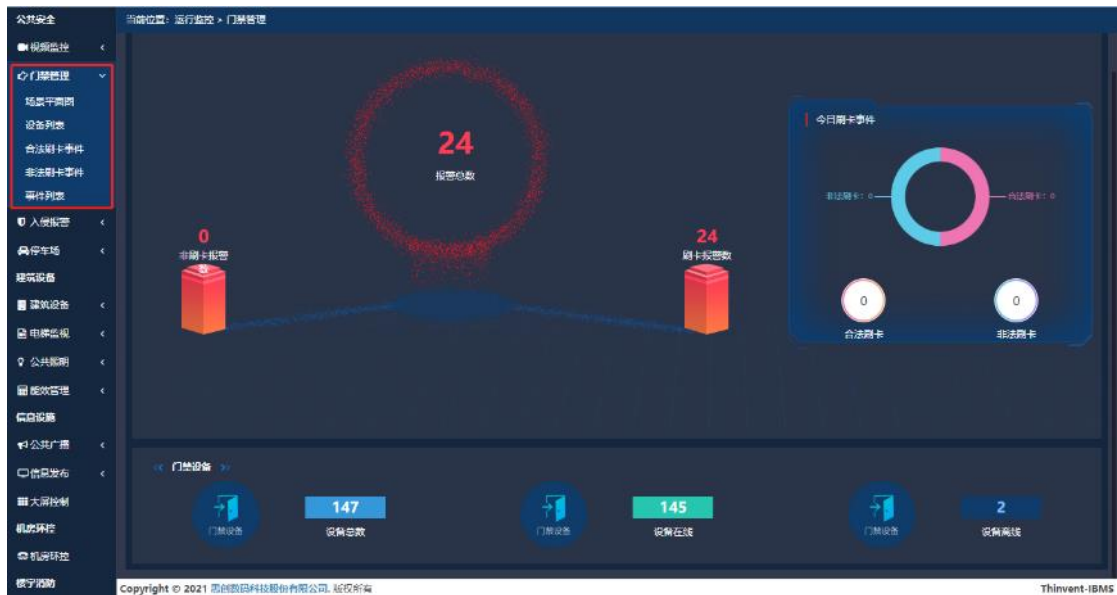 公共安全
当前位置：运行监控 > 门禁管理
视频监控
门禁管理
场景平面图
设备列表
合法刷卡事件
非法刷卡事件
事件列表
入侵报警
停车场
建筑设备
建筑设备
电梯监视
公共照明
能效管理
信息设施
公共广播
信息发布
大屏控制
机房环控
机房环控
楼宇消防
24
报警总数
0
非刷卡报警
数
24
刷卡报警数
今日刷卡事件
非法刷卡：0
合法刷卡：0
0
合法刷卡
0
非法刷卡
门禁设备
门禁设备
147
设备总数
门禁设备
145
设备在线
门禁设备
2
设备离线
Copyright © 2021 思创数码科技股份有限公司. 版权所有
Thinvent-IBMS